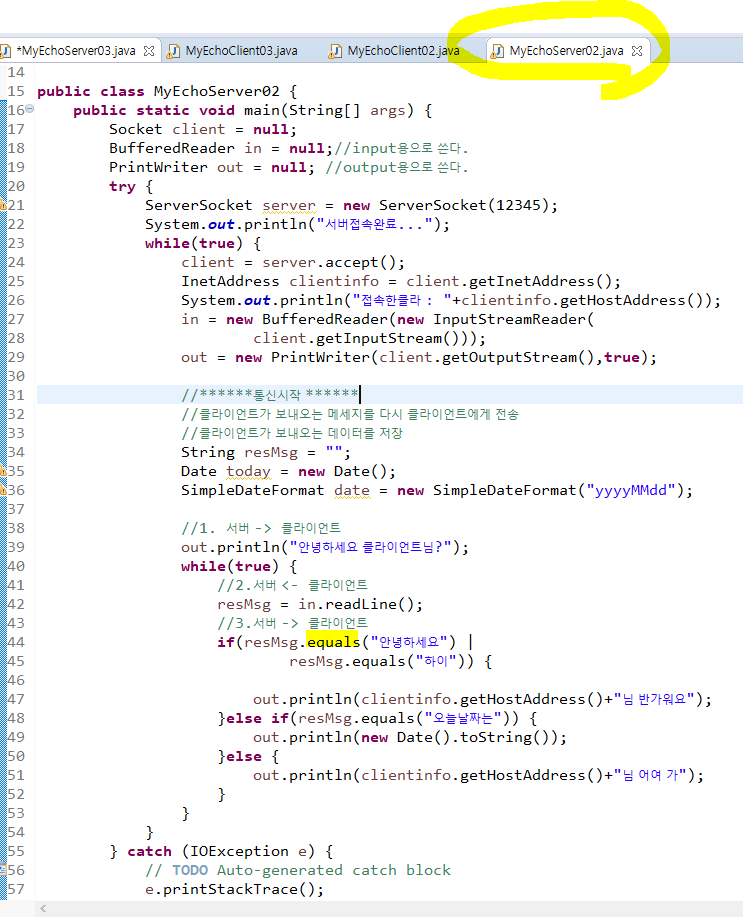 *MyEchoServer03.java MyEchoClient03.java MyEchoClient02.java MyEchoServer02.java
14
15 public class MyEchoServer02 {
16 public static void main(String[] args) {
17 Socket client = null;
18 BufferedReader in = null;//input용으로 쓴다.
19 PrintWriter out = null; //output용으로 쓴다.
20 try {
21 ServerSocket server = new ServerSocket(12345);
22 System.out.println("서버접속완료...");
23 while(true) {
24 client = server.accept();
25 InetAddress clientinfo = client.getInetAddress();
26 System.out.println("접속한클라 : "+clientinfo.getHostAddress());
27 in = new BufferedReader(new InputStreamReader(
28 client.getInputStream()));
29 out = new PrintWriter(client.getOutputStream(),true);
30
31 //******통신시작 ******
32 //클라이언트가 보내오는 메세지를 다시 클라이언트에게 전송
33 //클라이언트가 보내오는 데이터를 저장
34 String resMsg = "";
35 Date today = new Date();
36 SimpleDateFormat date = new SimpleDateFormat("yyyyMMdd");
37
38 //1. 서버 -> 클라이언트
39 out.println("안녕하세요 클라이언트님?");
40 while(true) {
41 //2.서버 <- 클라이언트
42 resMsg = in.readLine();
43 //3.서버 -> 클라이언트
44 if(resMsg.equals("안녕하세요") |
45 resMsg.equals("하이")) {
46
47 out.println(clientinfo.getHostAddress()+"님 반가워요");
48 }else if(resMsg.equals("오늘날짜는")) {
49 out.println(new Date().toString());
50 }else {
51 out.println(clientinfo.getHostAddress()+"님 어여 가");
52 }
53 }
54 }
55 } catch (IOException e) {
56 // TODO Auto-generated catch block
57 e.printStackTrace();